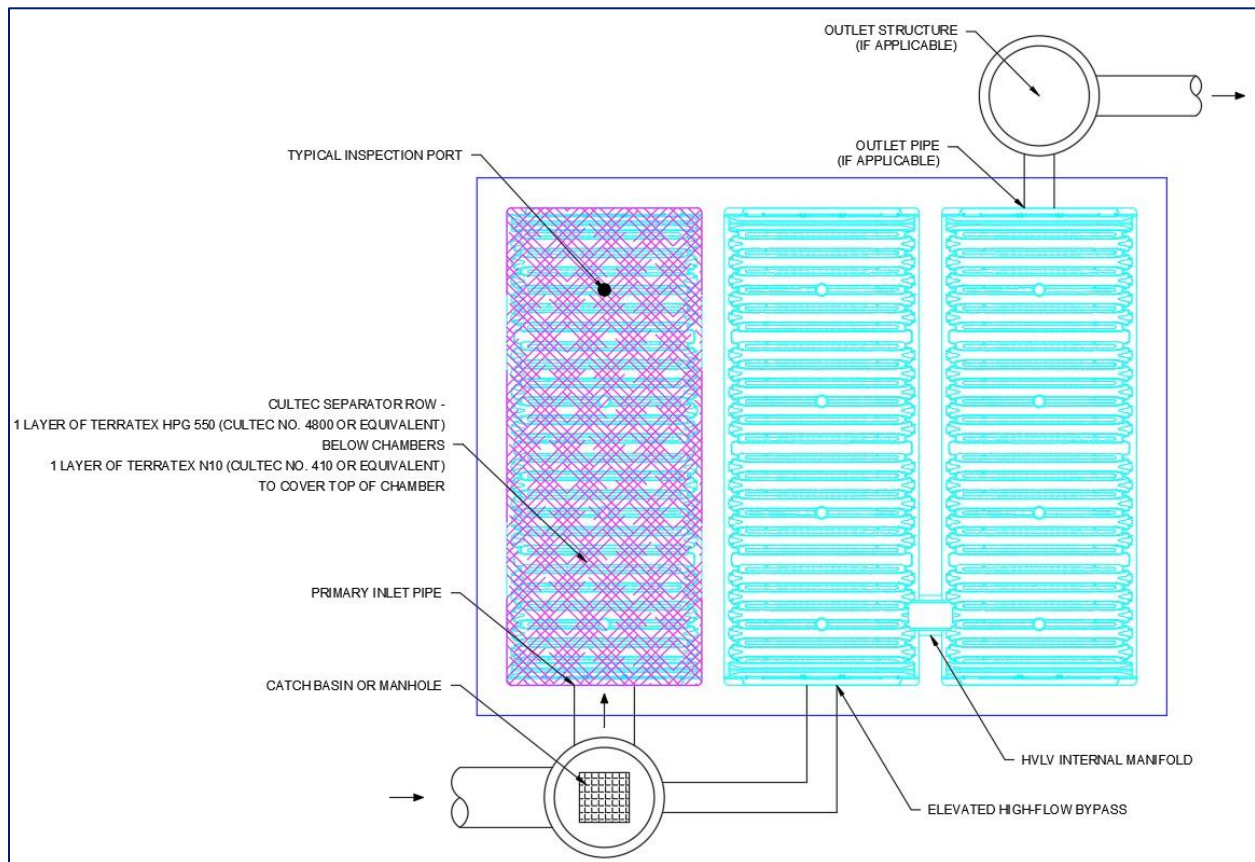 OUTLET STRUCTURE
(IF APPLICABLE)
TYPICAL INSPECTION PORT
OUTLET PIPE
(IF APPLICABLE)
CULTEC SEPARATOR ROW -
1 LAYER OF TERRATEX HPG 550 (CULTEC NO. 4800 OR EQUIVALENT)
BELOW CHAMBERS
1 LAYER OF TERRATEX N10 (CULTEC NO. 410 OR EQUIVALENT)
TO COVER TOP OF CHAMBER
PRIMARY INLET PIPE
CATCH BASIN OR MANHOLE
HVLV INTERNAL MANIFOLD
ELEVATED HIGH-FLOW BYPASS